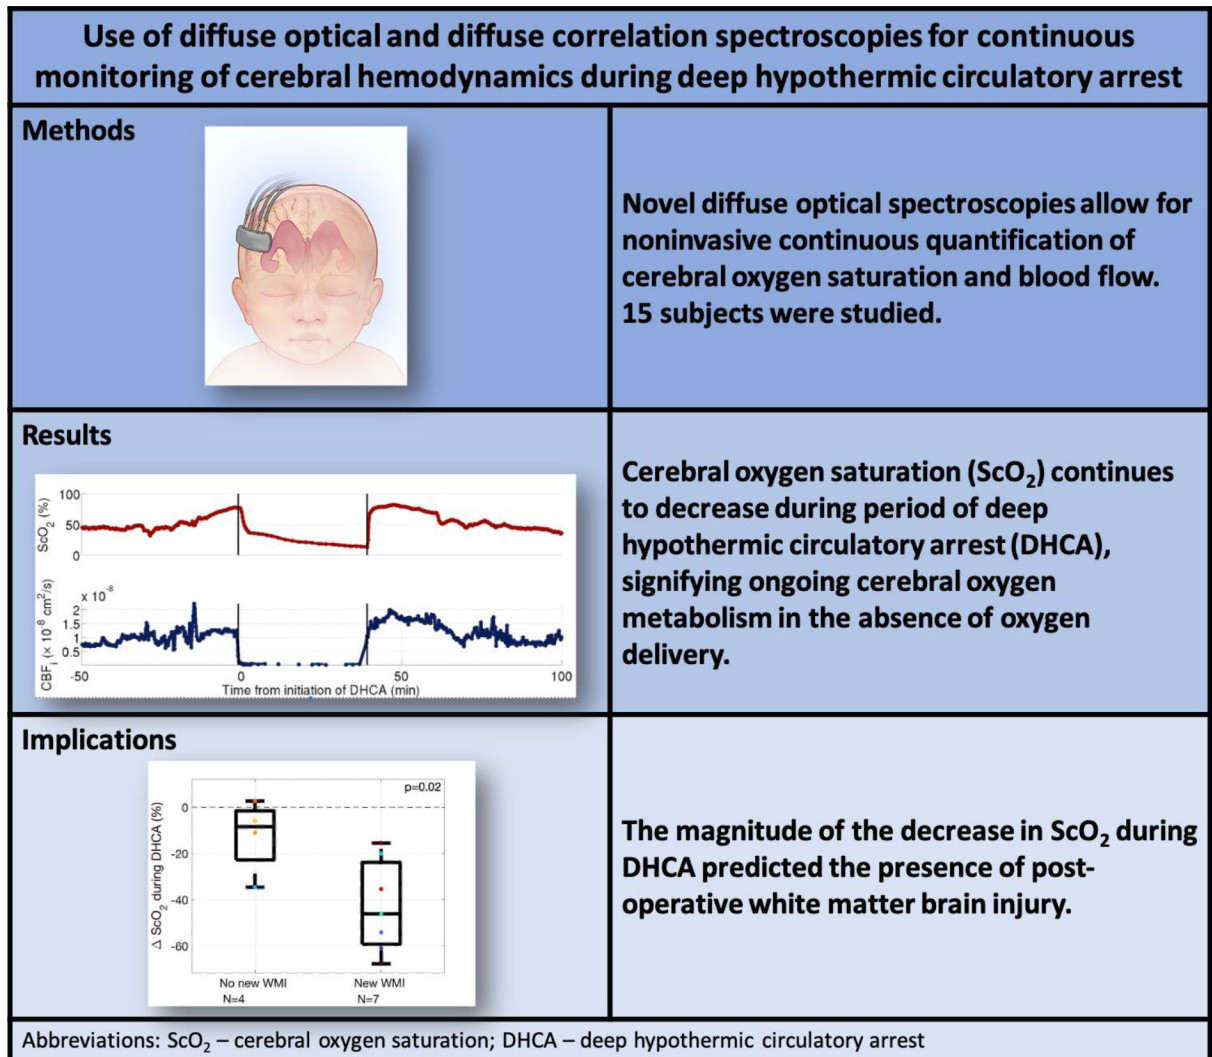 Use of diffuse optical and diffuse correlation spectroscopies for continuous
monitoring of cerebral hemodynamics during deep hypothermic circulatory arrest
Methods
Novel diffuse optical spectroscopies allow for
noninvasive continuous quantification of
cerebral oxygen saturation and blood flow.
15 subjects were studied.
Results
ScO₂ (%)
100
50
0
CBFᵢ (× 10⁻⁸ cm²/s)
x 10⁻⁸
2
1.5
1
0.5
-50
0
50
100
Time from initiation of DHCA (min)
Cerebral oxygen saturation (ScO₂) continues
to decrease during period of deep
hypothermic circulatory arrest (DHCA),
signifying ongoing cerebral oxygen
metabolism in the absence of oxygen
delivery.
Implications
p=0.02
Δ ScO₂ during DHCA (%)
0
-20
-40
-60
No new WMI
N=4
New WMI
N=7
The magnitude of the decrease in ScO₂ during
DHCA predicted the presence of post-
operative white matter brain injury.
Abbreviations: ScO₂ – cerebral oxygen saturation; DHCA – deep hypothermic circulatory arrest